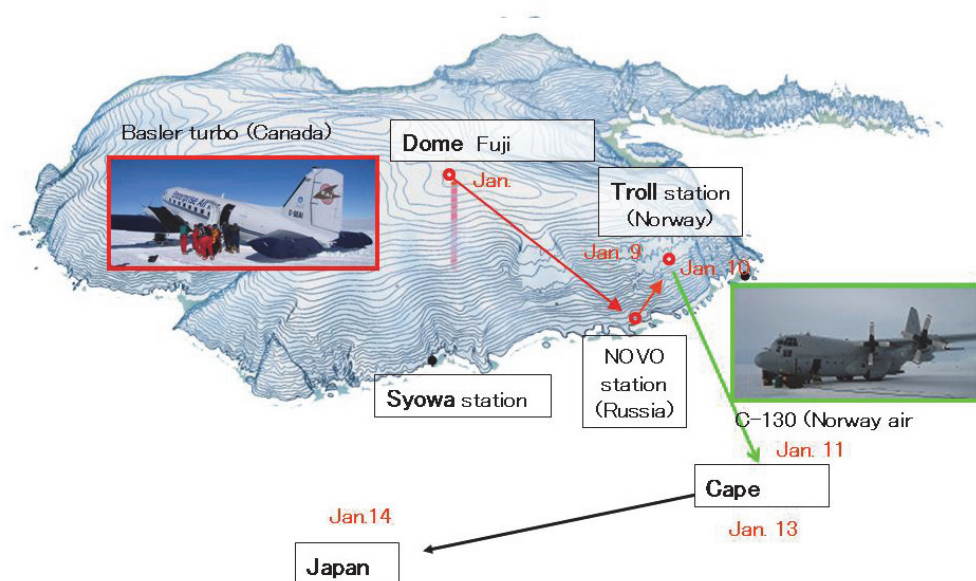 Basler turbo (Canada)
Dome Fuji
Jan.
Troll station
(Norway)
Jan. 9
Jan. 10
NOVO
station
(Russia)
Syowa station
C-130 (Norway air
Jan. 11
Cape
Jan. 13
Jan.14
Japan